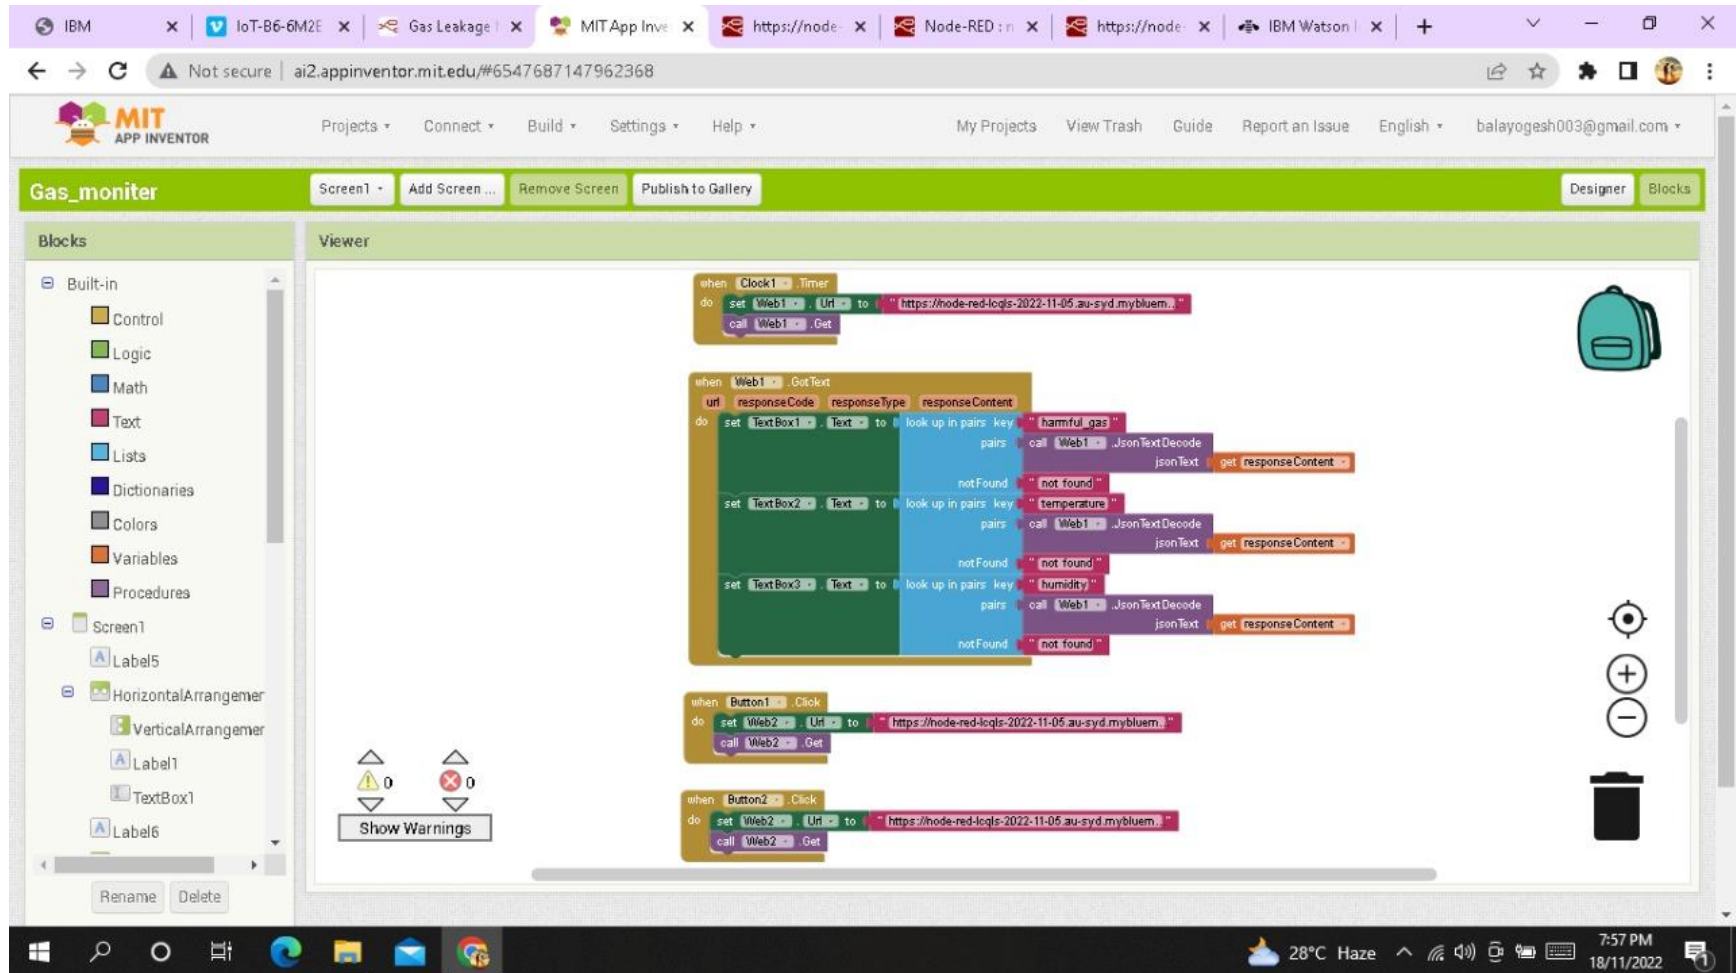 IBM
IoT-B6-6M2E
Gas Leakage
MIT App Inve
https://node-
Node-RED : n
https://node-
IBM Watson I
Not secure | ai2.appinventor.mit.edu/#6547687147962368
MIT
APP INVENTOR
Projects Connect Build Settings Help My Projects View Trash Guide Report an Issue English balayogesh003@gmail.com
Gas_moniter
Screen1 Add Screen ... Remove Screen Publish to Gallery Designer Blocks
Blocks
Viewer
Built-in
Control
Logic
Math
Text
Lists
Dictionaries
Colors
Variables
Procedures
Screen1
Label5
HorizontalArrangemer
VerticalArrangemer
Label1
TextBox1
Label6
Rename Delete
when Clock1 .Timer
do set Web1 . Url to " https://node-red-lcqls-2022-11-05.au-syd.mybluem... "
call Web1 .Get
when Web1 .GotText
url responseCode responseType responseContent
do set TextBox1 . Text to look up in pairs key " harmful_gas "
pairs call Web1 .JsonTextDecode
jsonText get responseContent
notFound " not found "
set TextBox2 . Text to look up in pairs key " temperature "
pairs call Web1 .JsonTextDecode
jsonText get responseContent
notFound " not found "
set TextBox3 . Text to look up in pairs key " humidity "
pairs call Web1 .JsonTextDecode
jsonText get responseContent
notFound " not found "
when Button1 .Click
do set Web2 . Url to " https://node-red-lcqls-2022-11-05.au-syd.mybluem... "
call Web2 .Get
when Button2 .Click
do set Web2 . Url to " https://node-red-lcqls-2022-11-05.au-syd.mybluem... "
call Web2 .Get
0 0
Show Warnings
28°C Haze
7:57 PM
18/11/2022
1